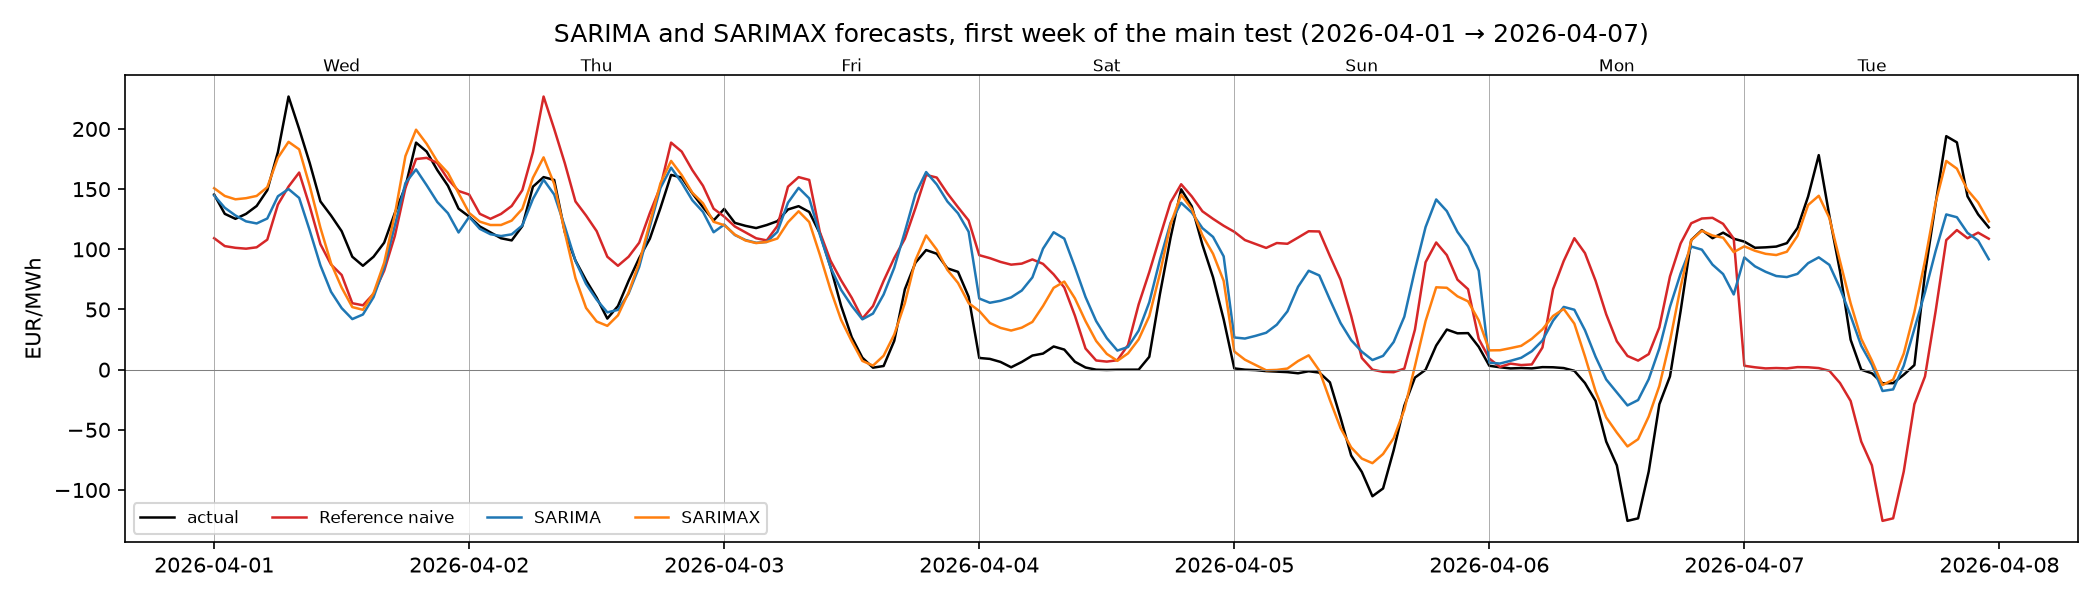 SARIMA and SARIMAX forecasts, first week of the main test (2026-04-01 → 2026-04-07)
Wed Thu Fri Sat Sun Mon Tue
EUR/MWh
200
150
100
50
0
−50
−100
actual Reference naive SARIMA SARIMAX
2026-04-01 2026-04-02 2026-04-03 2026-04-04 2026-04-05 2026-04-06 2026-04-07 2026-04-08